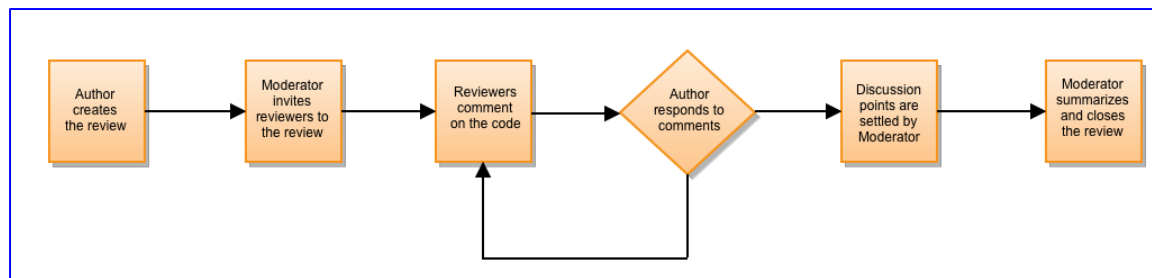 Author
creates
the review
Moderator
invites
reviewers to
the review
Reviewers
comment
on the code
Author
responds to
comments
Discussion
points are
settled by
Moderator
Moderator
summarizes
and closes
the review